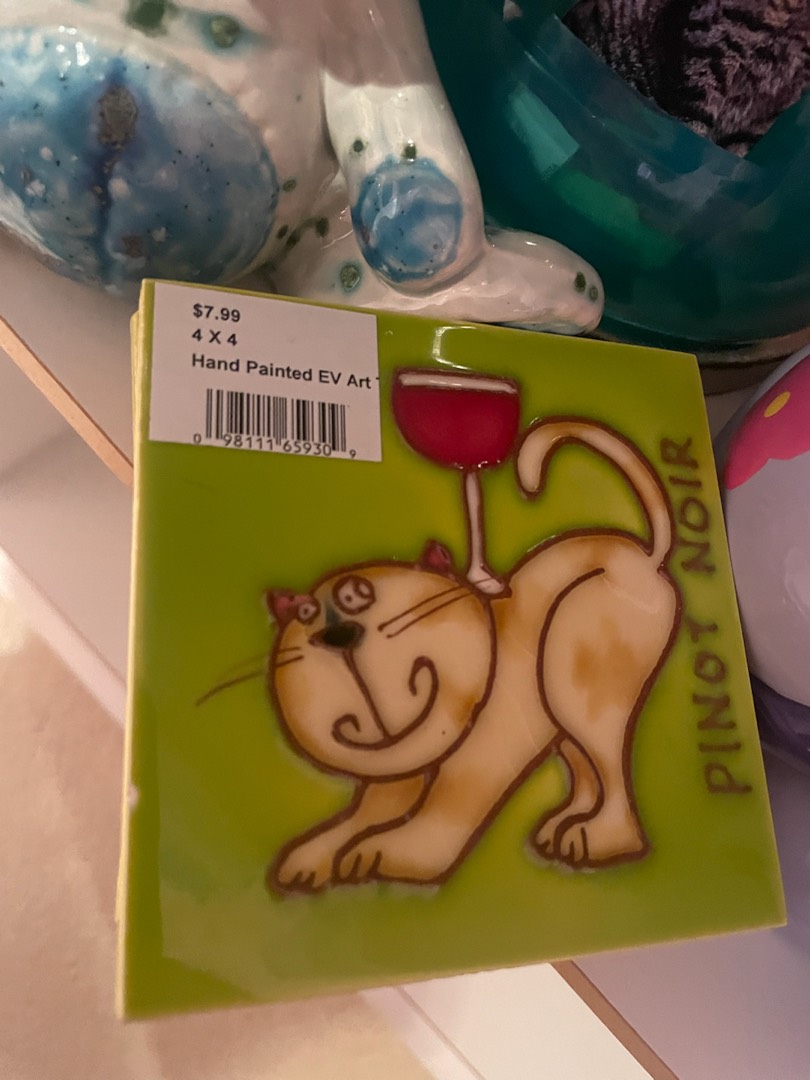 $7.99
4 X 4
Hand Painted EV Art
0 98111 65930 9
PINOT NOIR